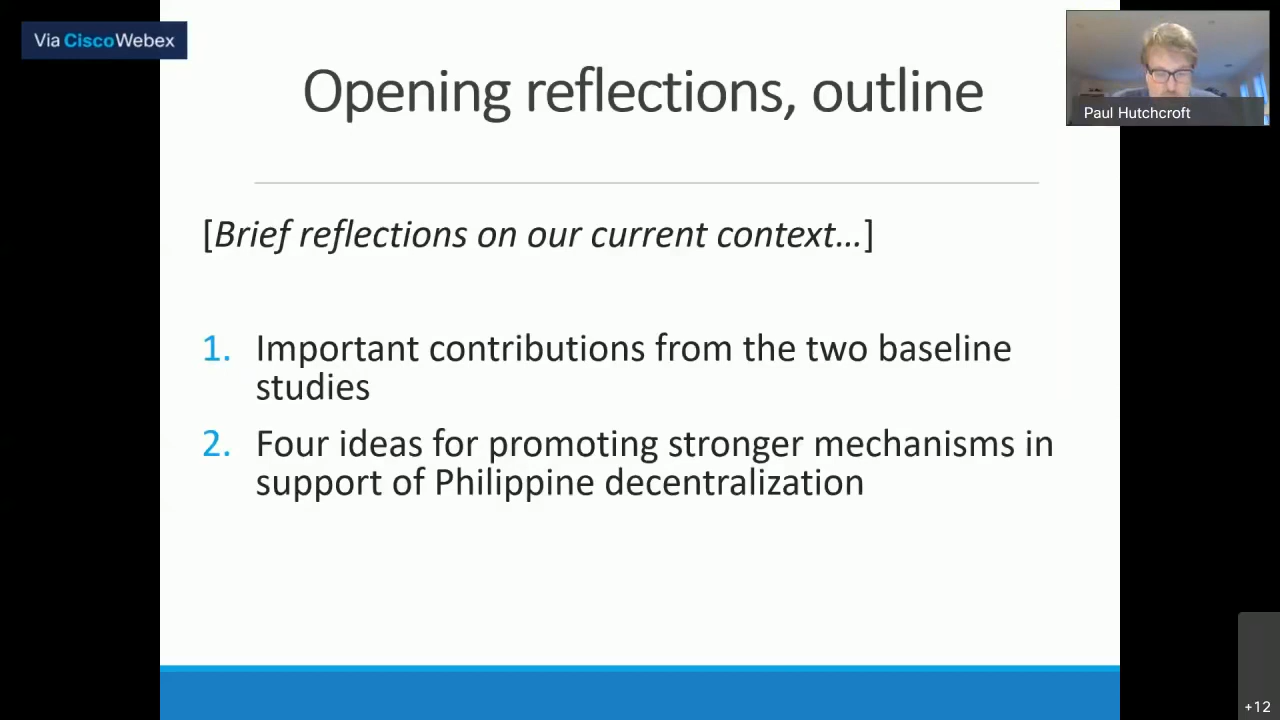 Via CiscoWebex
Opening reflections, outline
Paul Hutchcroft
[Brief reflections on our current context…]
1. Important contributions from the two baseline
studies
2. Four ideas for promoting stronger mechanisms in
support of Philippine decentralization
+12